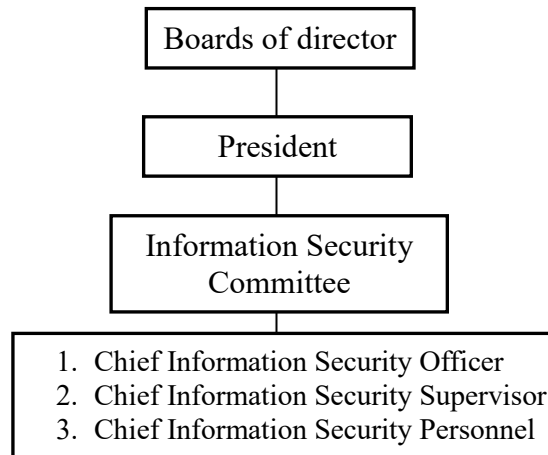 Boards of director
President
Information Security
Committee
1. Chief Information Security Officer
2. Chief Information Security Supervisor
3. Chief Information Security Personnel